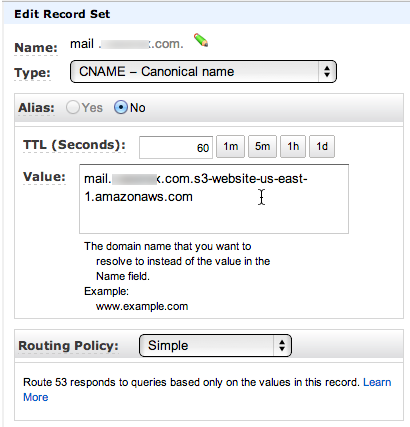 Edit Record Set
Name: mail . .com.
Type: CNAME – Canonical name
Alias: Yes No
TTL (Seconds): 60 1m 5m 1h 1d
Value: mail. .com.s3-website-us-east-
1.amazonaws.com
The domain name that you want to
resolve to instead of the value in the
Name field.
Example:
www.example.com
Routing Policy: Simple
Route 53 responds to queries based only on the values in this record. Learn
More